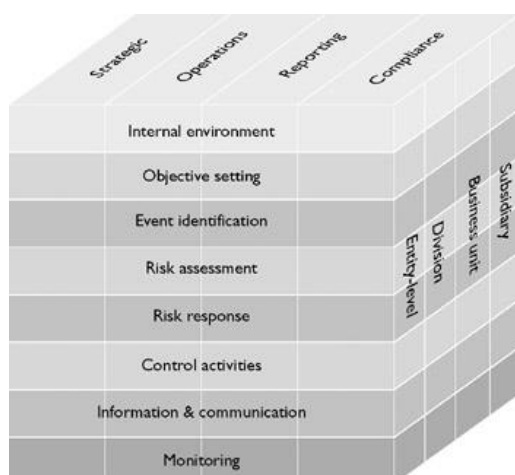 Strategic
Operations
Reporting
Compliance
Internal environment
Objective setting
Event identification
Risk assessment
Risk response
Control activities
Information & communication
Monitoring
Entity-level
Division
Business unit
Subsidiary